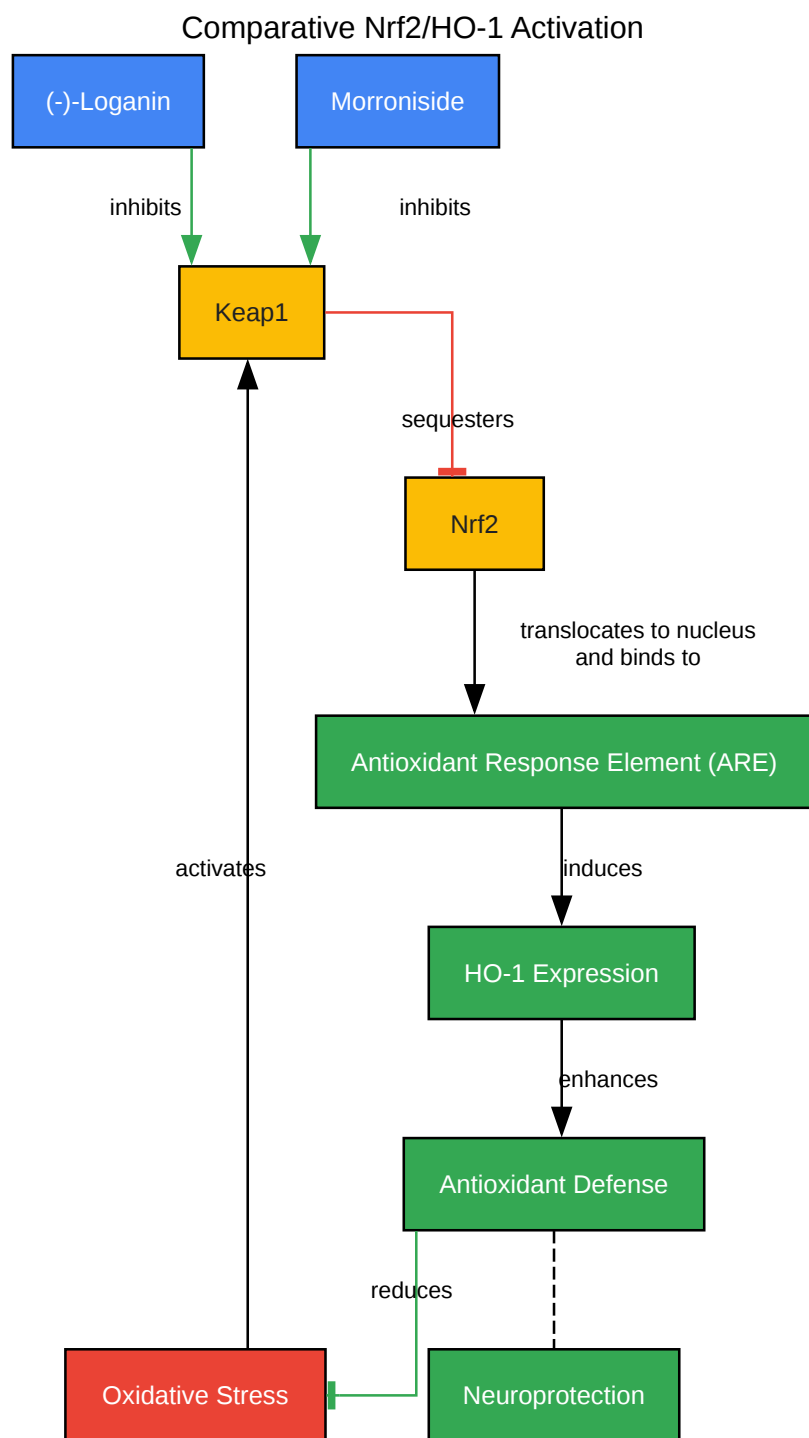 Comparative Nrf2/HO-1 Activation
(-)-Loganin
Morroniside
inhibits
inhibits
Keap1
sequesters
Nrf2
translocates to nucleus
and binds to
Antioxidant Response Element (ARE)
activates
induces
HO-1 Expression
enhances
Antioxidant Defense
reduces
Oxidative Stress
Neuroprotection